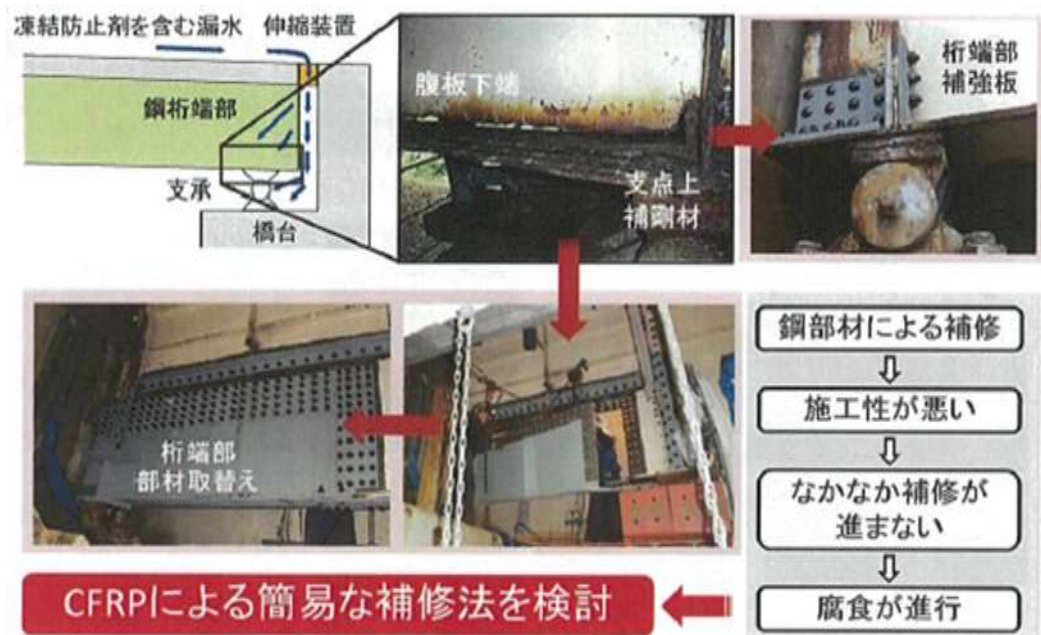 凍結防止剤を含む漏水
伸縮装置
鋼桁端部
支承
橋台
腹板下端
支点上
補剛材
桁端部
補強板
桁端部
部材取替え
鋼部材による補修
施工性が悪い
なかなか補修が
進まない
腐食が進行
CFRPによる簡易な補修法を検討